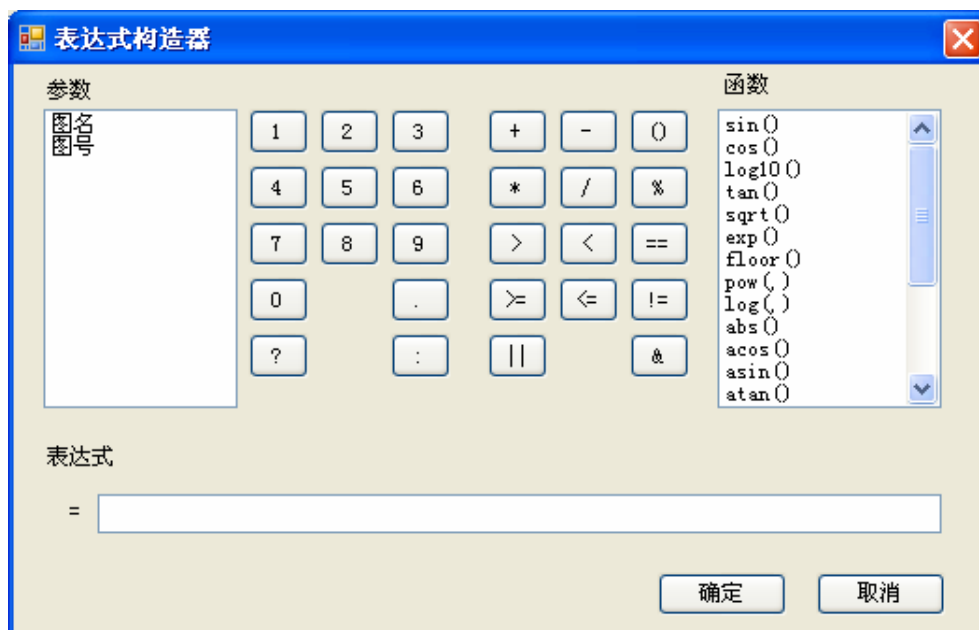 表达式构造器
参数
函数
图名
图号
1 2 3 + - ()
4 5 6 * / %
7 8 9 > < ==
0 . >= <= !=
? : || &
sin()
cos()
log10()
tan()
sqrt()
exp()
floor()
pow(,)
log(,)
abs()
acos()
asin()
atan()
表达式
=
确定 取消